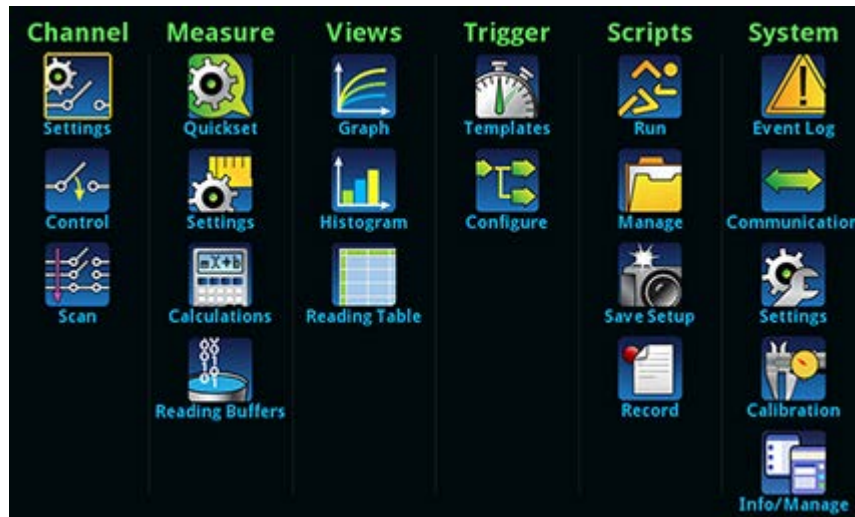 Channel Measure Views Trigger Scripts System
Settings Quickset Graph Templates Run Event Log
Control Settings Histogram Configure Manage Communication
mX+b
Scan Calculations Reading Table Save Setup Settings
Reading Buffers Record Calibration
Info/Manage